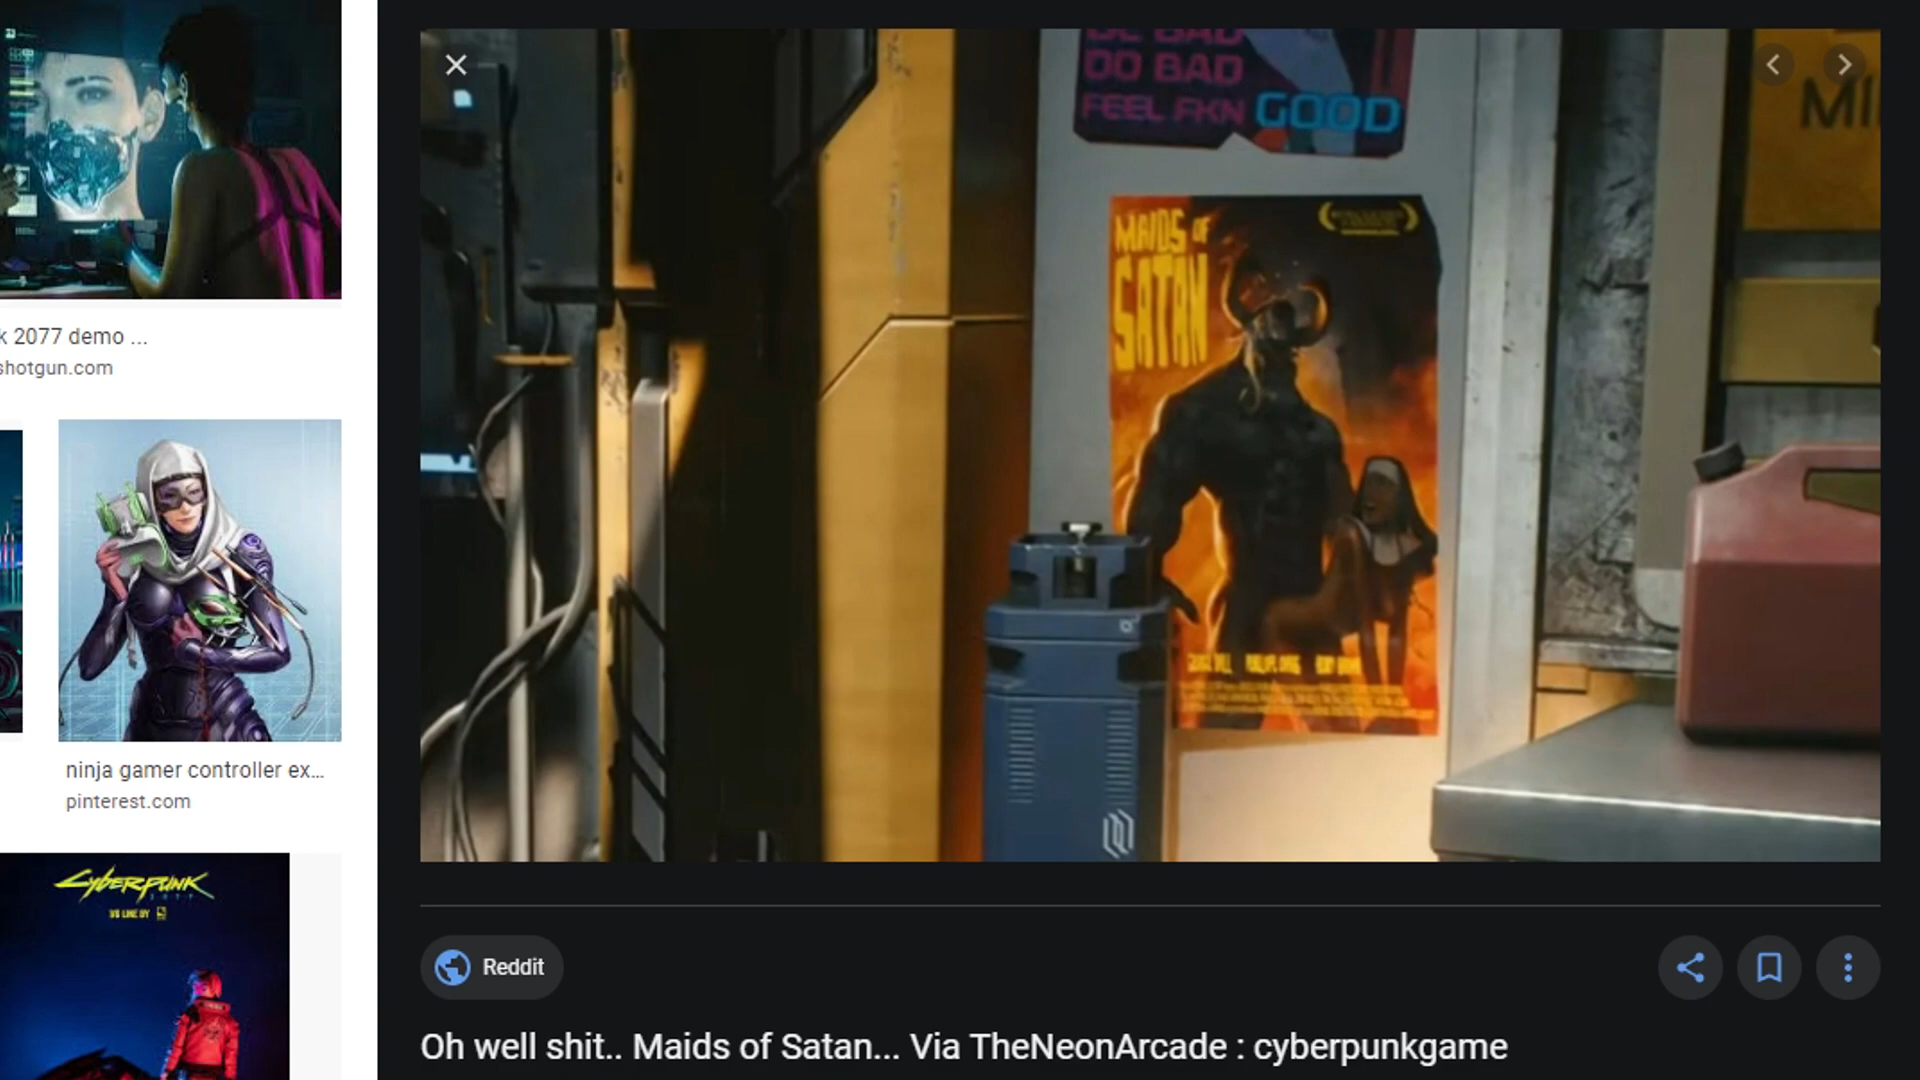 k 2077 demo ...
shotgun.com
ninja gamer controller ex...
pinterest.com
CYBERPUNK
2077
DO BAD
FEEL FKN GOOD
MAIDS OF
SATAN
MI
Reddit
Oh well shit.. Maids of Satan... Via TheNeonArcade : cyberpunkgame